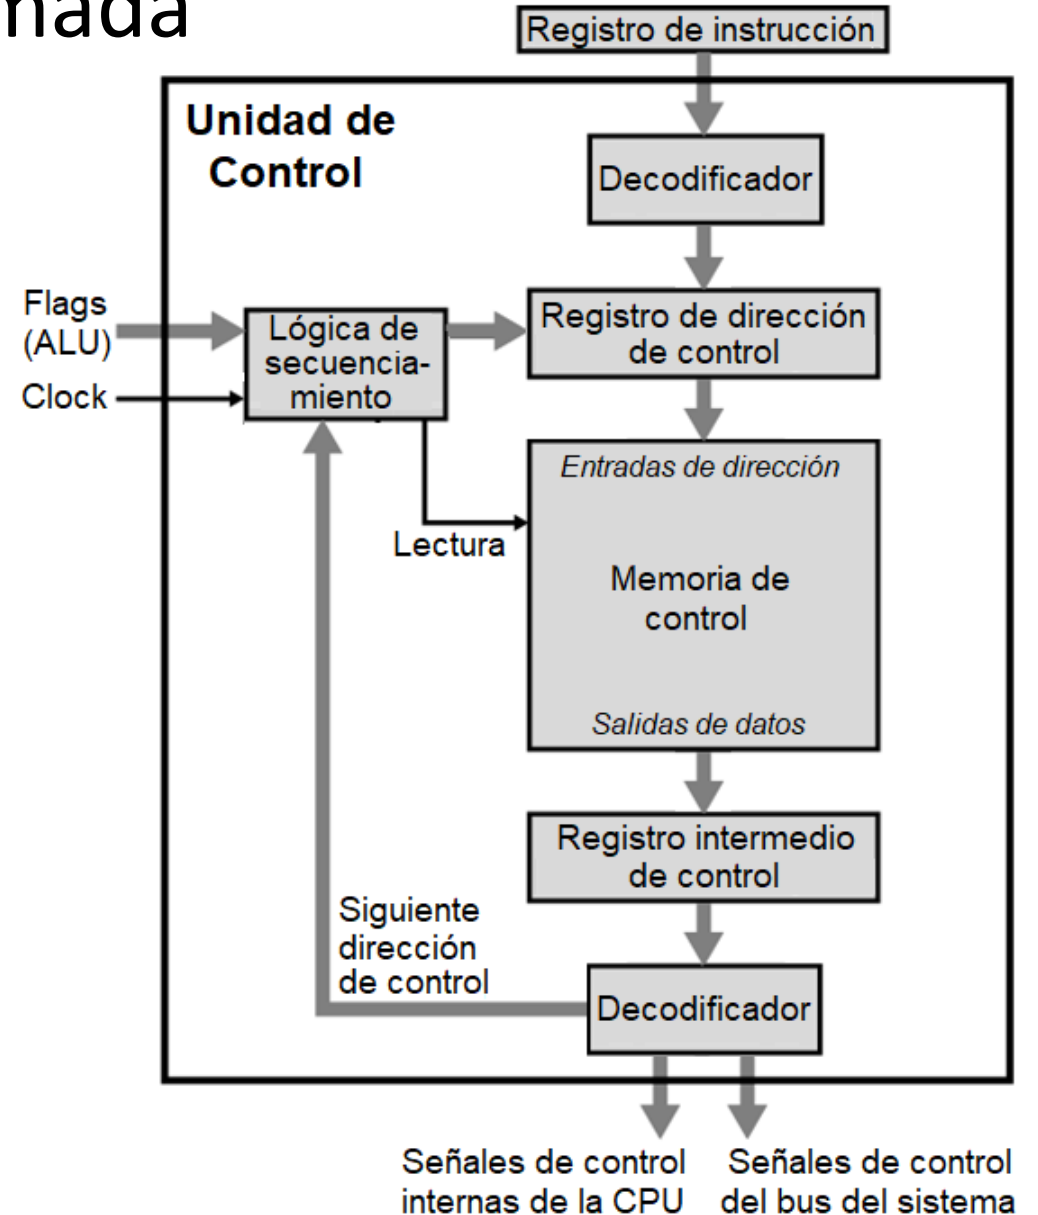 Registro de instrucción
Unidad de
Control
Decodificador
Flags
(ALU)
Clock
Lógica de
secuencia-
miento
Registro de dirección
de control
Entradas de dirección
Lectura
Memoria de
control
Salidas de datos
Registro intermedio
de control
Siguiente
dirección
de control
Decodificador
Señales de control
internas de la CPU
Señales de control
del bus del sistema